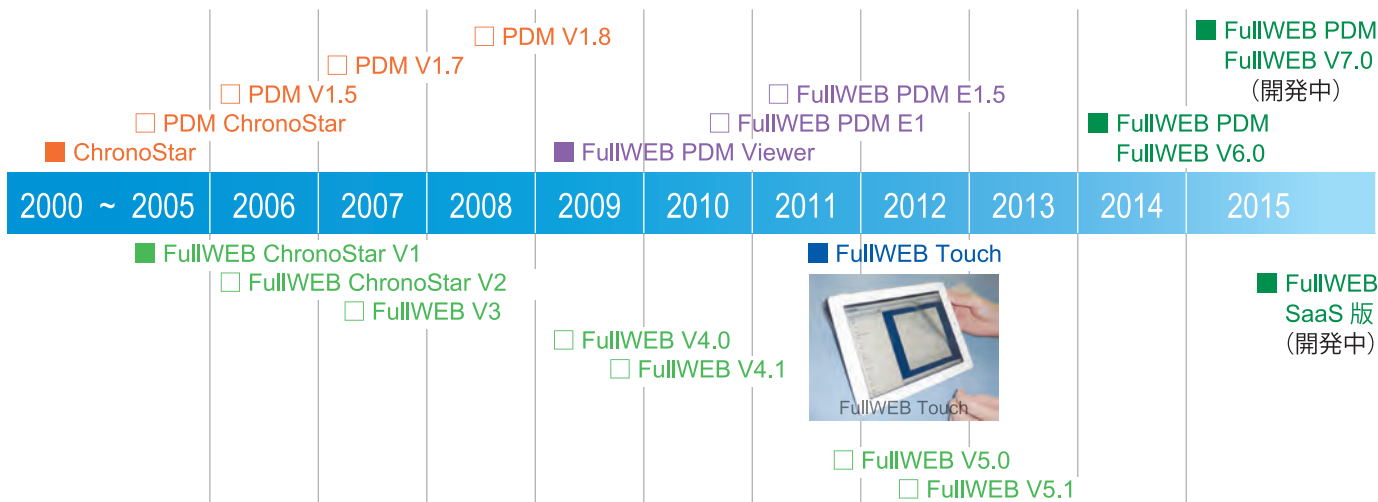 □ PDM V1.8
■ FullWEB PDM
FullWEB V7.0
(開発中)
□ PDM V1.7
□ PDM V1.5
□ FullWEB PDM E1.5
□ PDM ChronoStar
□ FullWEB PDM E1
■ FullWEB PDM
FullWEB V6.0
■ ChronoStar
■ FullWEB PDM Viewer
2000 ~ 2005 2006 2007 2008 2009 2010 2011 2012 2013 2014 2015
■ FullWEB ChronoStar V1
■ FullWEB Touch
□ FullWEB ChronoStar V2
■ FullWEB
SaaS 版
(開発中)
□ FullWEB V3
□ FullWEB V4.0
□ FullWEB V4.1
FullWEB Touch
□ FullWEB V5.0
□ FullWEB V5.1